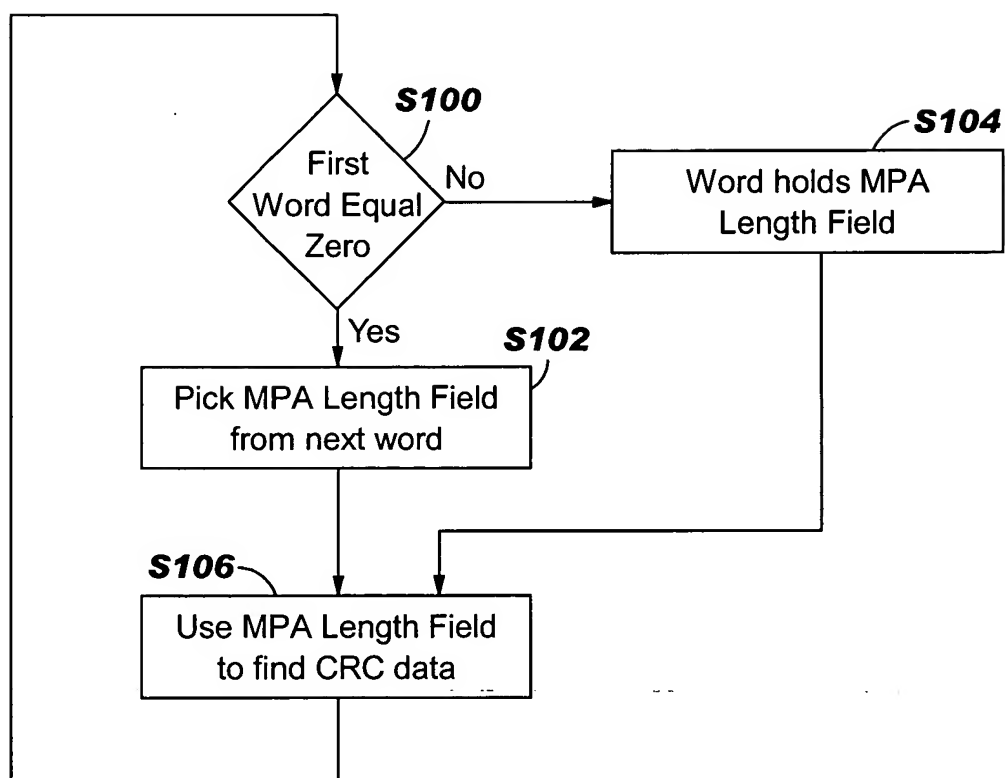 S100
First
Word Equal
Zero
No
S104
Word holds MPA
Length Field
Yes
S102
Pick MPA Length Field
from next word
S106
Use MPA Length Field
to find CRC data